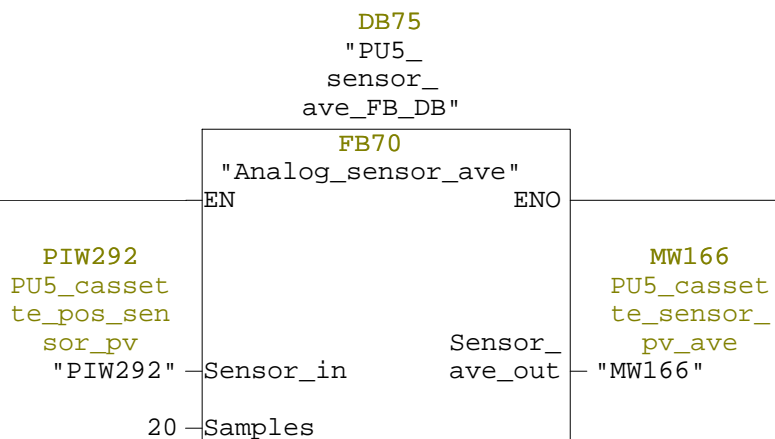 DB75
"PU5_
sensor_
ave_FB_DB"
FB70
"Analog_sensor_ave"
EN ENO
PIW292
PU5_casset
te_pos_sen
sor_pv
"PIW292"
Sensor_in
MW166
PU5_casset
te_sensor_
pv_ave
Sensor_
ave_out
"MW166"
20
Samples